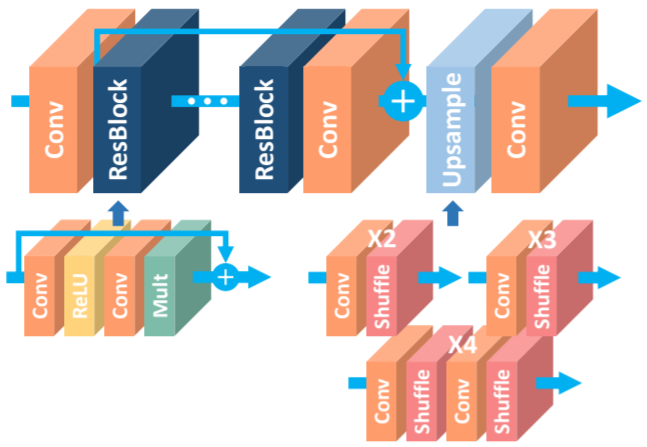 Conv
ResBlock
ResBlock
Conv
Upsample
Conv
Conv
ReLU
Conv
Mult
X2
Conv
Shuffle
X3
Conv
Shuffle
X4
Conv
Shuffle
Conv
Shuffle